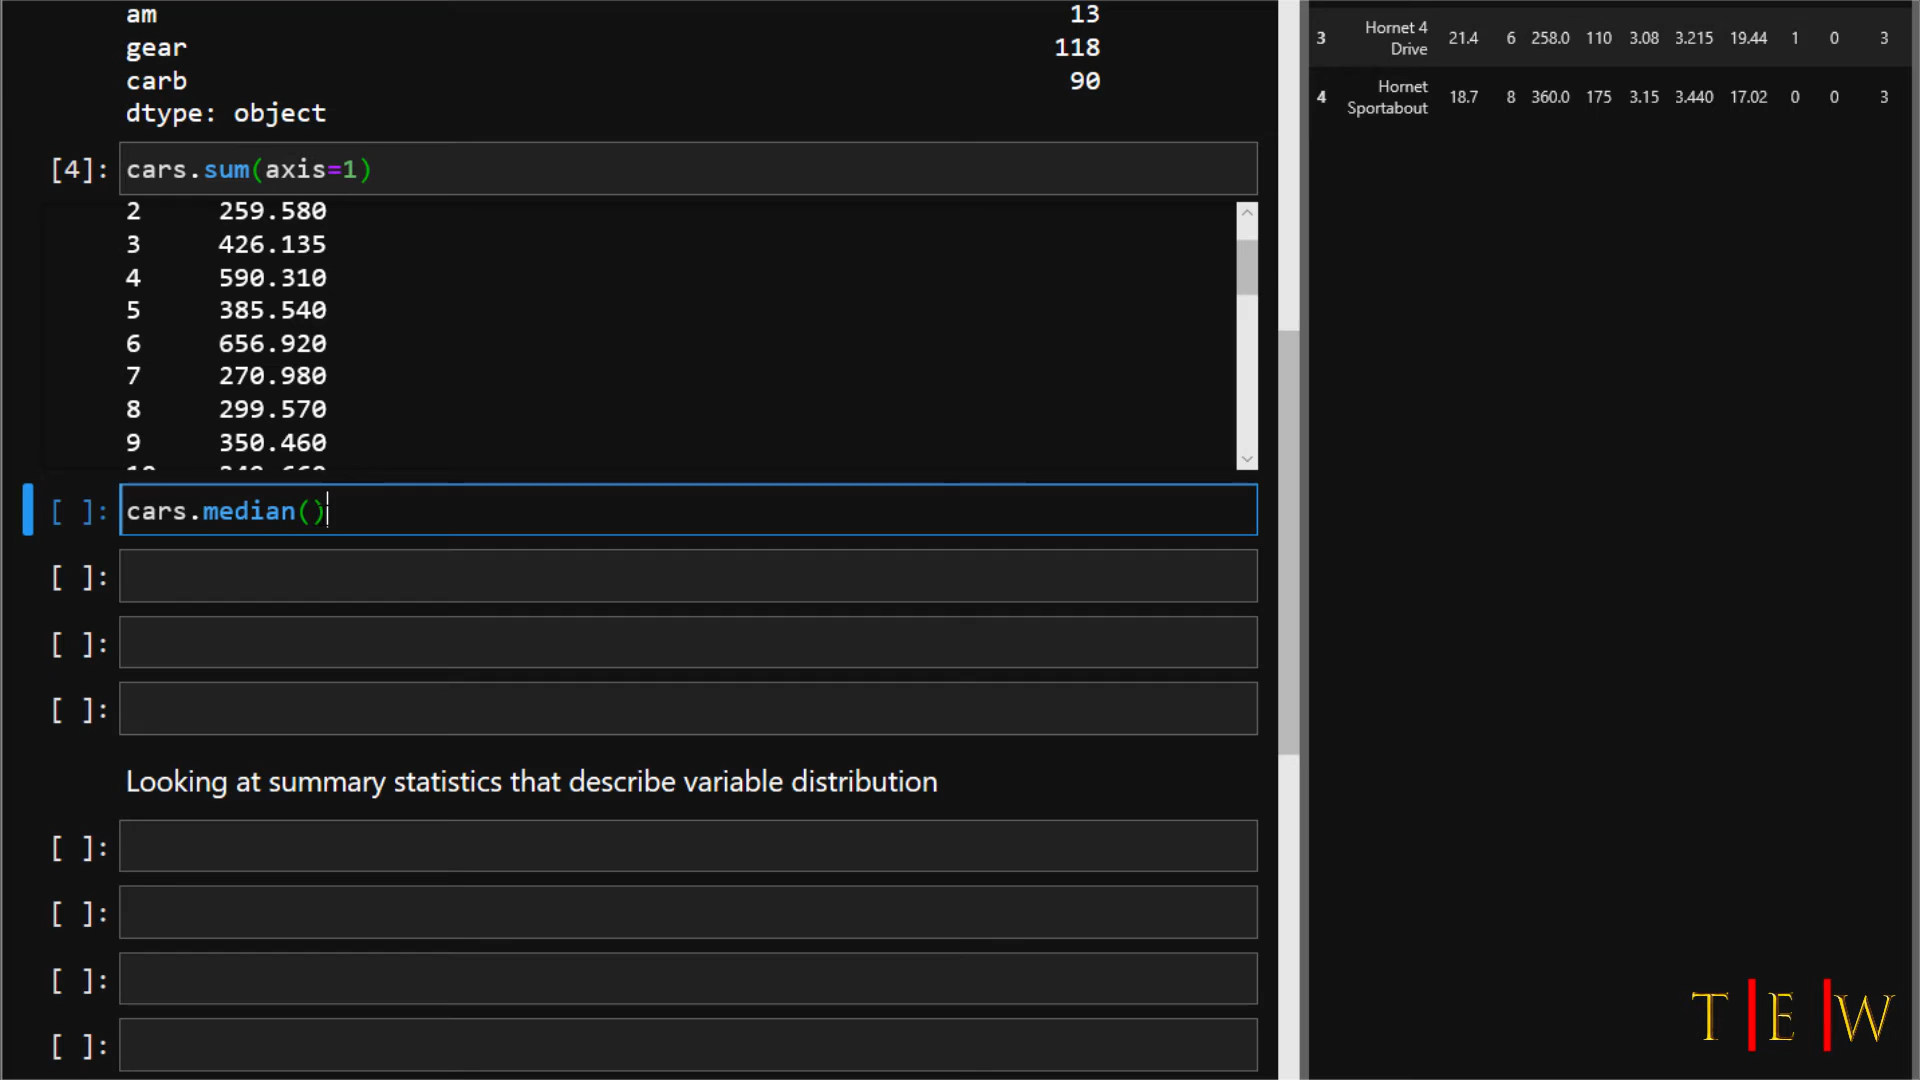 am 13
gear 118
carb 90
dtype: object
[4]: cars.sum(axis=1)
2 259.580
3 426.135
4 590.310
5 385.540
6 656.920
7 270.980
8 299.570
9 350.460
[ ]: cars.median()
[ ]:
[ ]:
[ ]:
Looking at summary statistics that describe variable distribution
[ ]:
[ ]:
[ ]:
[ ]:
3 Hornet 4 Drive 21.4 6 258.0 110 3.08 3.215 19.44 1 0 3
4 Hornet Sportabout 18.7 8 360.0 175 3.15 3.440 17.02 0 0 3
T|E|W